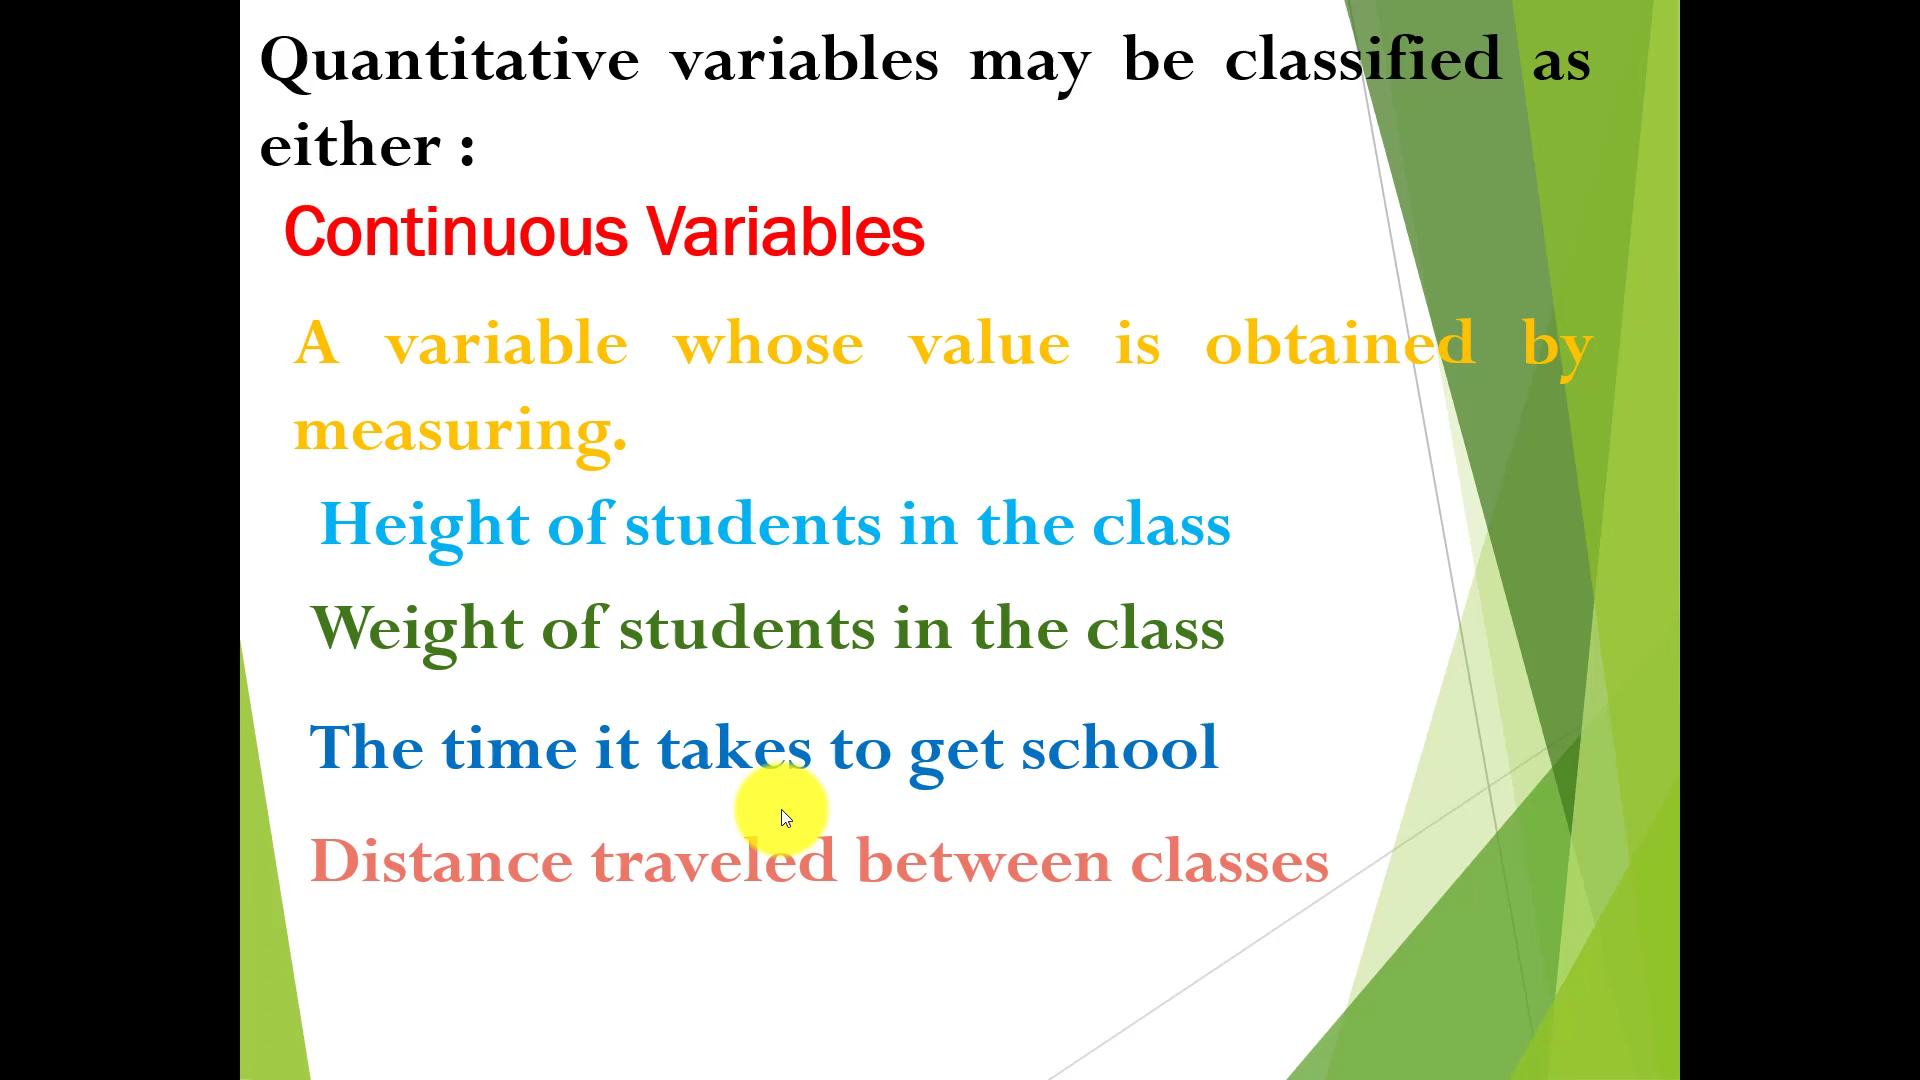 Quantitative variables may be classified as
either :
Continuous Variables
A variable whose value is obtained by
measuring.
Height of students in the class
Weight of students in the class
The time it takes to get school
Distance traveled between classes